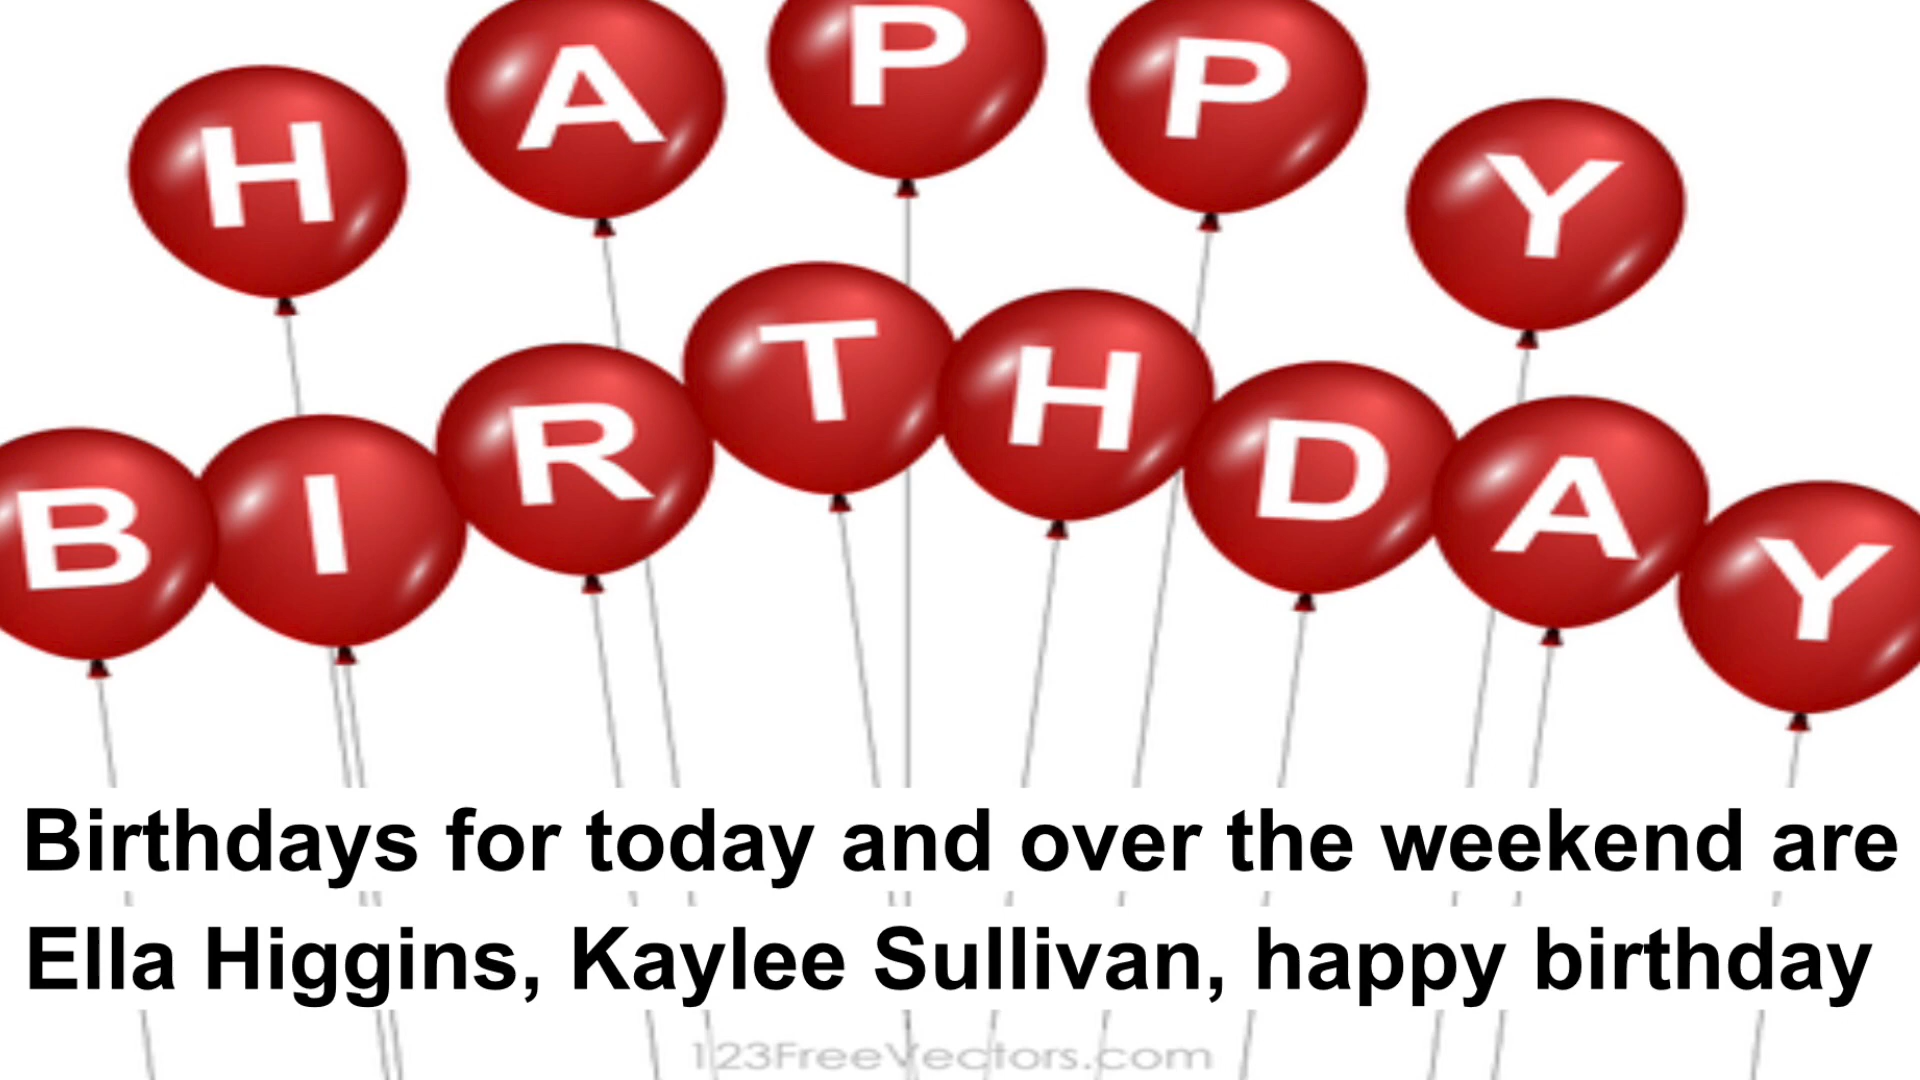 HAPPY
BIRTHDAY
Birthdays for today and over the weekend are
Ella Higgins, Kaylee Sullivan, happy birthday
123FreeVectors.com